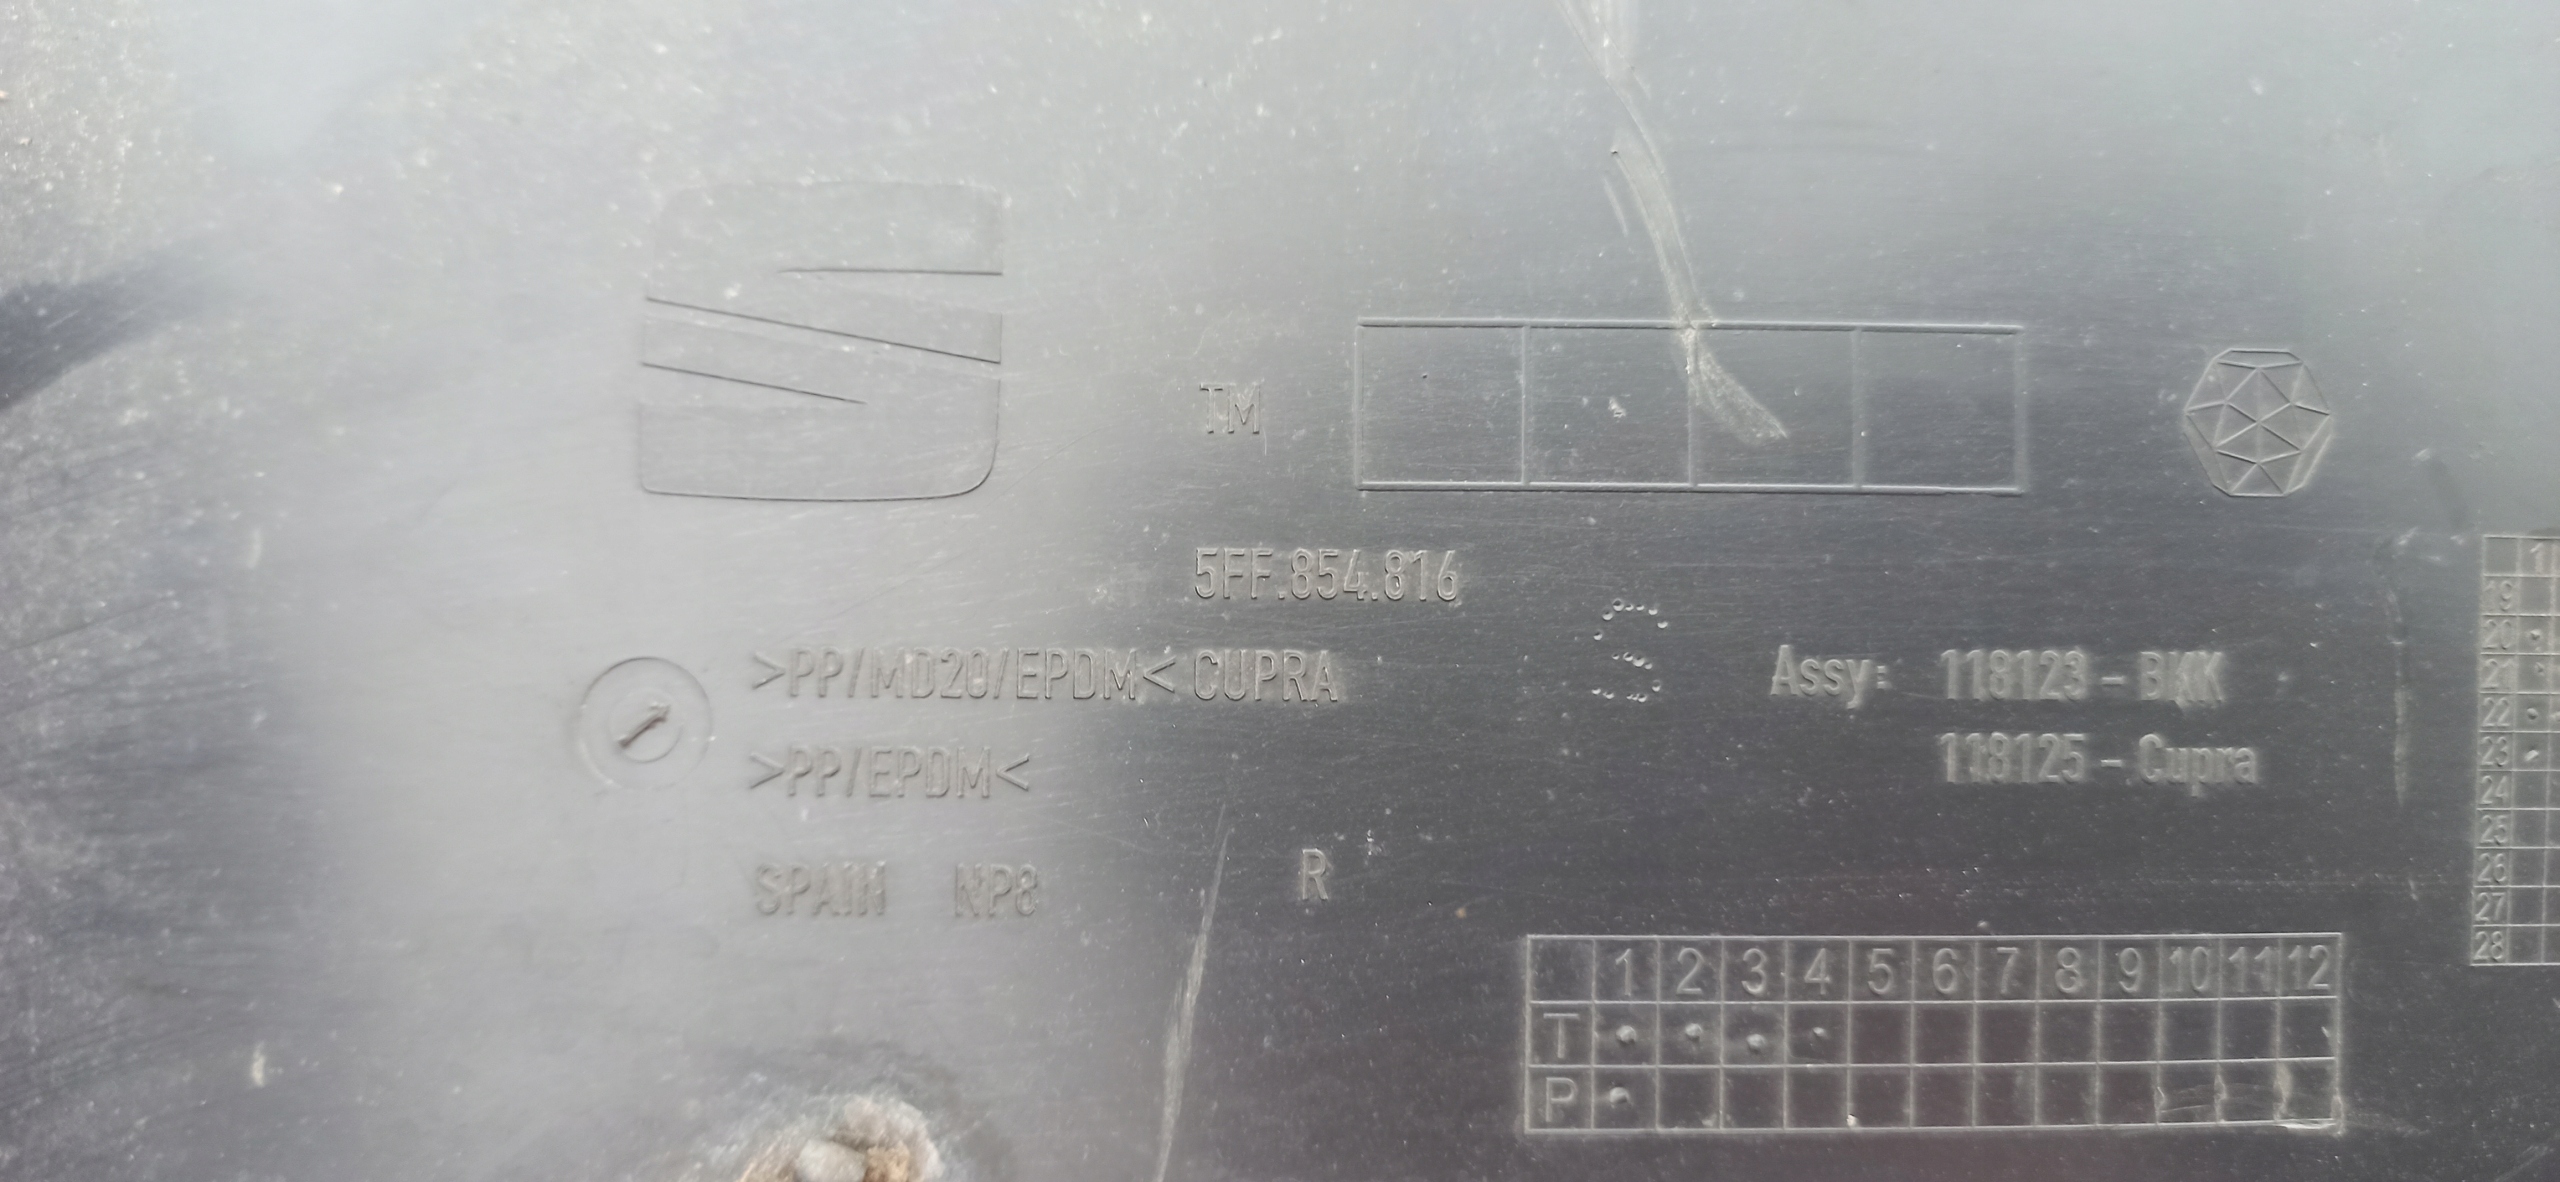 TM
5FF.854.816
>PP/MD20/EPDM< CUPRA
S
Assy: 118123 - BKK
118125 - Cupra
>PP/EPDM<
SPAIN NP8
R
1 2 3 4 5 6 7 8 9 10 11 12
T
P
19
20
21
22
23
24
25
26
27
28